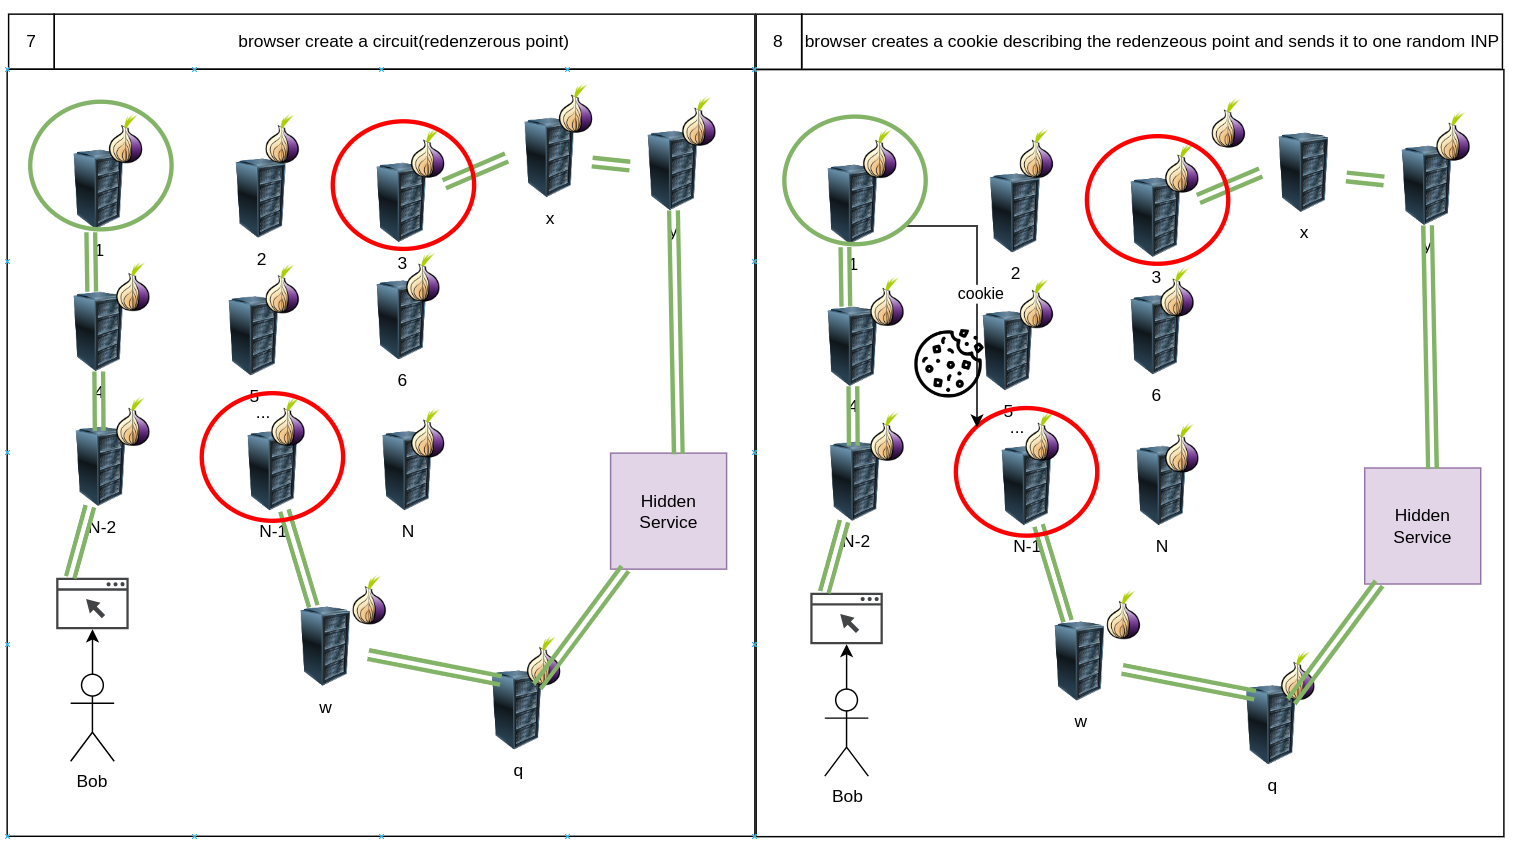 7
browser create a circuit(redenzerous point)
1
2
3
x
y
4
5
6
...
N-2
N-1
N
Hidden
Service
w
q
Bob
8
browser creates a cookie describing the redenzeous point and sends it to one random INP
1
2
3
x
y
cookie
4
5
6
...
N-2
N-1
N
Hidden
Service
w
q
Bob